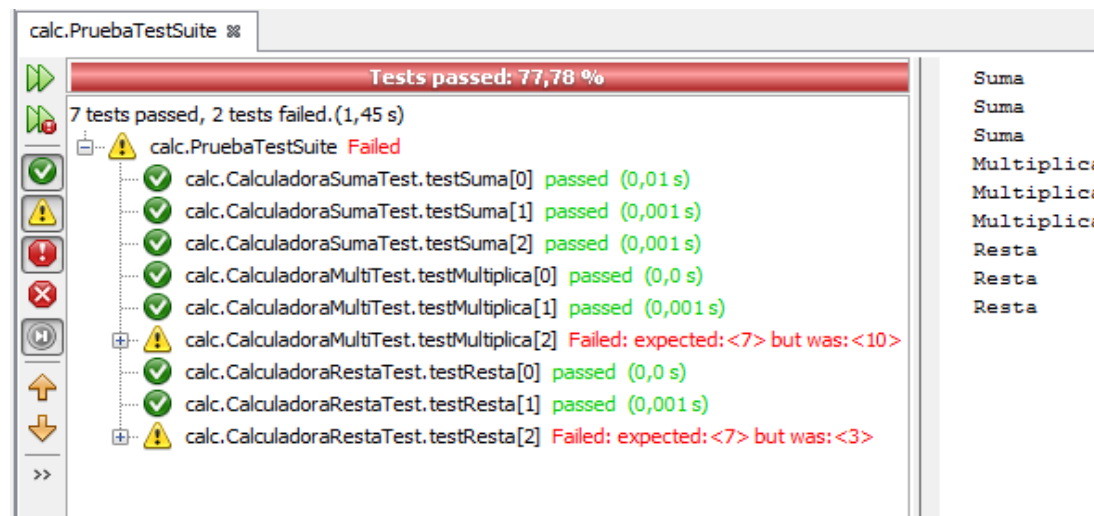 calc.PruebaTestSuite
Tests passed: 77,78 %
7 tests passed, 2 tests failed.(1,45 s)
calc.PruebaTestSuite Failed
calc.CalculadoraSumaTest.testSuma[0] passed (0,01 s)
calc.CalculadoraSumaTest.testSuma[1] passed (0,001 s)
calc.CalculadoraSumaTest.testSuma[2] passed (0,001 s)
calc.CalculadoraMultiTest.testMultiplica[0] passed (0,0 s)
calc.CalculadoraMultiTest.testMultiplica[1] passed (0,001 s)
calc.CalculadoraMultiTest.testMultiplica[2] Failed: expected:<7> but was:<10>
calc.CalculadoraRestaTest.testResta[0] passed (0,0 s)
calc.CalculadoraRestaTest.testResta[1] passed (0,001 s)
calc.CalculadoraRestaTest.testResta[2] Failed: expected:<7> but was:<3>
>>
Suma
Suma
Suma
Multiplica
Multiplica
Multiplica
Resta
Resta
Resta